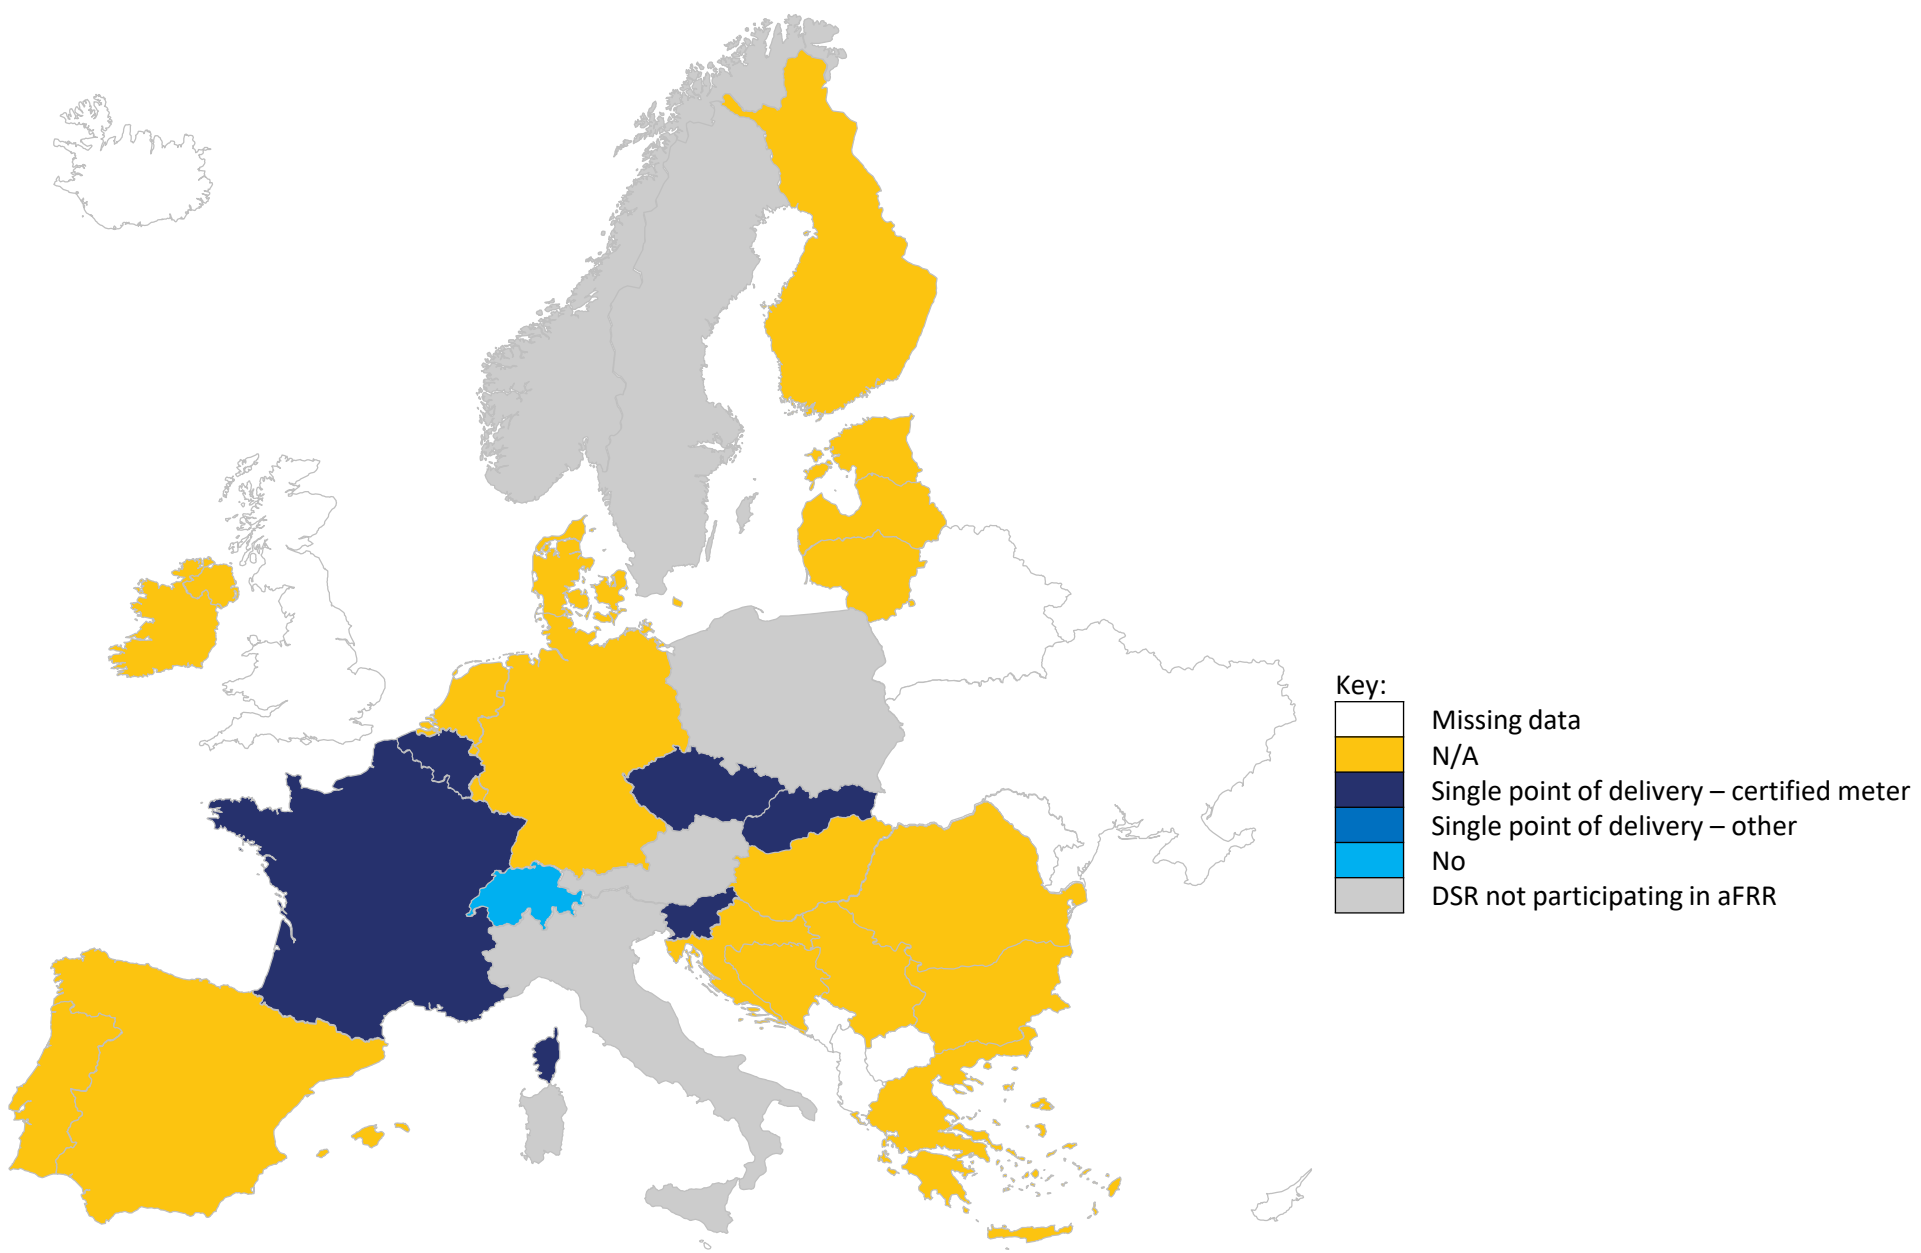 Key:
Missing data
N/A
Single point of delivery – certified meter
Single point of delivery – other
No
DSR not participating in aFRR